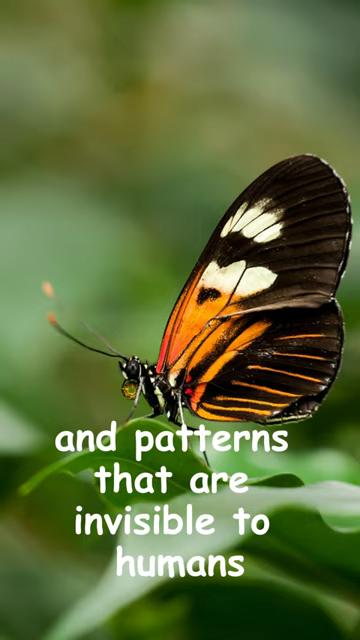 and patterns
that are
invisible to
humans